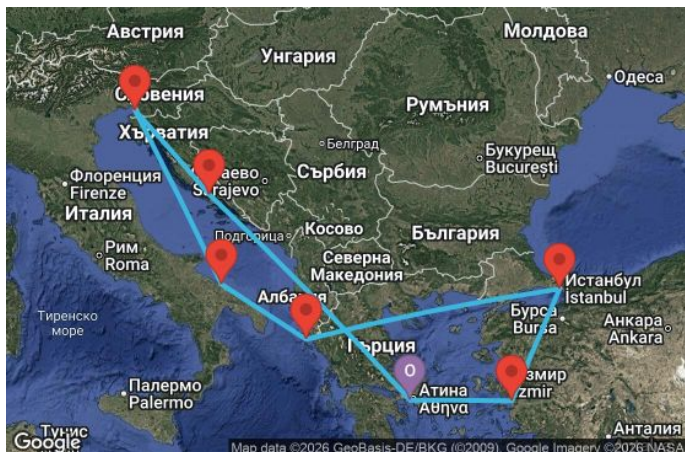 Австрия
Молдова
Унгария
Одеса
Словения
Румъния
Хърватия
Белград
Букурещ
București
Флоренция
Firenze
Сараево
Sarajevo
Сърбия
Италия
Подгорица
Косово
България
Рим
Roma
Северна
Македония
Истанбул
İstanbul
Албания
Тиренско
море
Бурса
Bursa
Анкара
Ankara
Гърция
O
Измир
İzmir
Палермо
Palermo
Атина
Αθήνα
Тунис
Tunis
Анталия
Google
Map data ©2026 GeoBasis-DE/BKG (©2009), Google Imagery ©2026 NASA